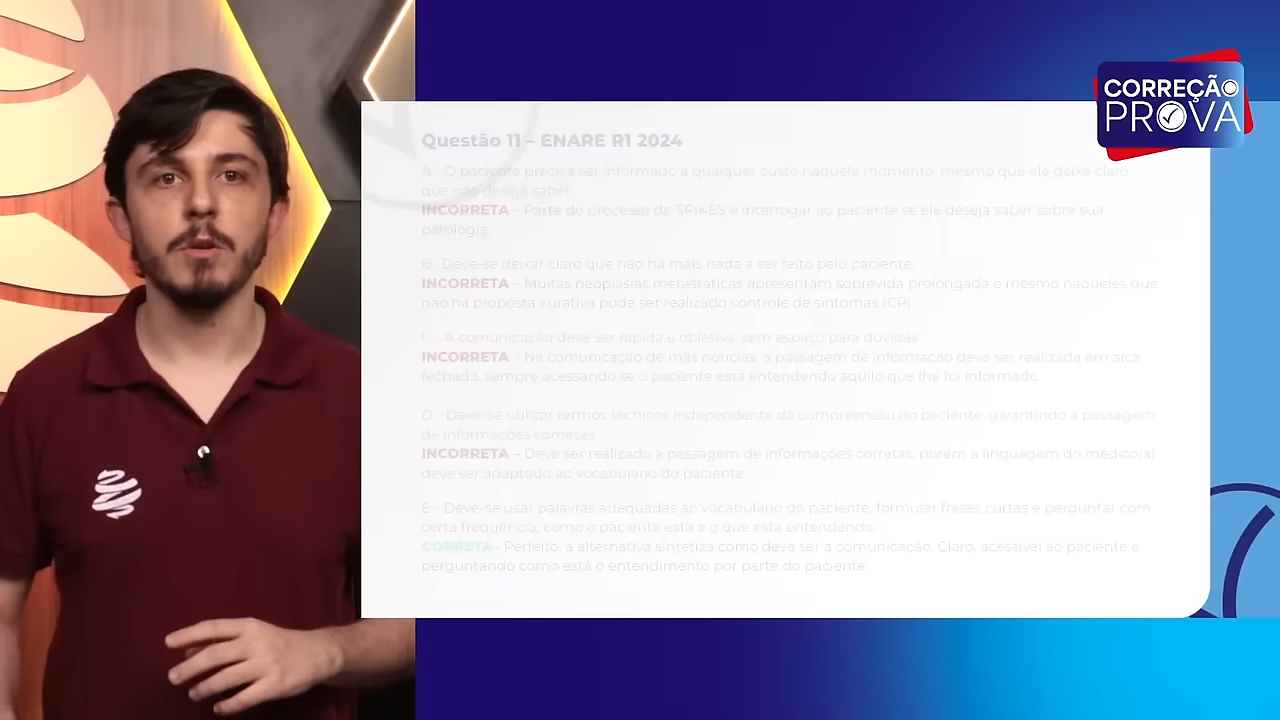 CORREÇÃO
PROVA
Questão 11 – ENARE R1 2024
A - O paciente precisa ser informado a qualquer custo naquele momento, mesmo que ele deixe claro
que não deseja saber
INCORRETA – Parte do processo de SPIKES é interrogar ao paciente se ele deseja saber sobre sua
patologia.
B - Deve-se deixar claro que não há mais nada a ser feito pelo paciente.
INCORRETA – Muitas neoplasias metastáticas apresentam sobrevida prolongada e mesmo naqueles que
não ha proposta curativa pode ser realizado controle de sintomas (CP)
C - A comunicação deve ser rápida e objetiva, sem espaço para dúvidas
INCORRETA – Na comunicação de más notícias, a passagem de informação deve ser realizada em alça
fechada, sempre acessando se o paciente está entendendo aquilo que lhe foi informado.
D - Deve-se utilizar termos técnicos independente da compreensão do paciente, garantindo a passagem
de informações corretas
INCORRETA – Deve ser realizado a passagem de informações corretas, porém a linguagem do médico(a)
deve ser adaptado ao vocabulário do paciente.
E - Deve-se usar palavras adequadas ao vocabulário do paciente, formular frases curtas e perguntar com
certa frequência, como o paciente está e o que está entendendo
CORRETA- Perfeito, a alternativa sintetiza como deve ser a comunicação. Claro, acessível ao paciente e
perguntando como está o entendimento por parte do paciente